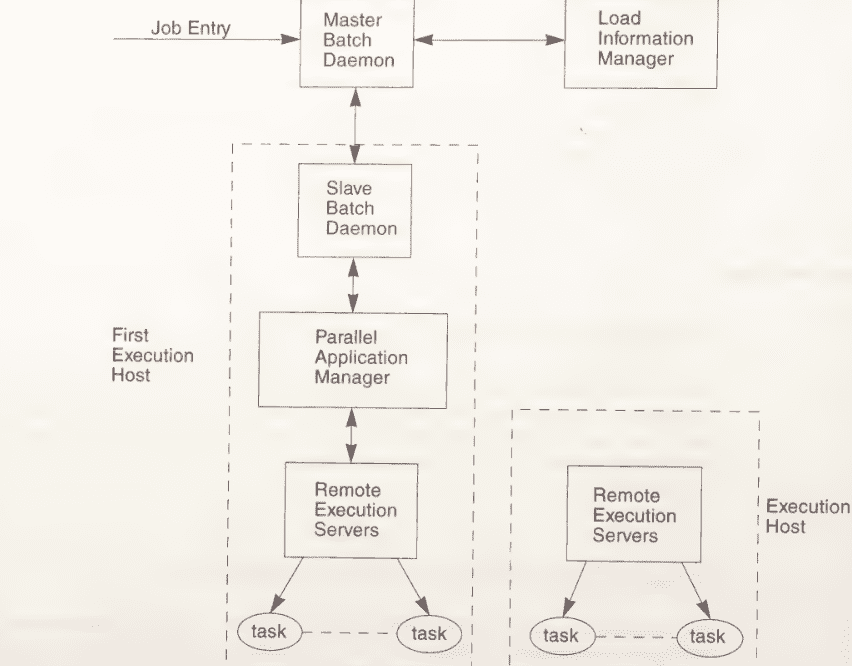 Job Entry
Master
Batch
Daemon
Load
Information
Manager
Slave
Batch
Daemon
First
Execution
Host
Parallel
Application
Manager
Remote
Execution
Servers
Remote
Execution
Servers
Execution
Host
task
task
task
task